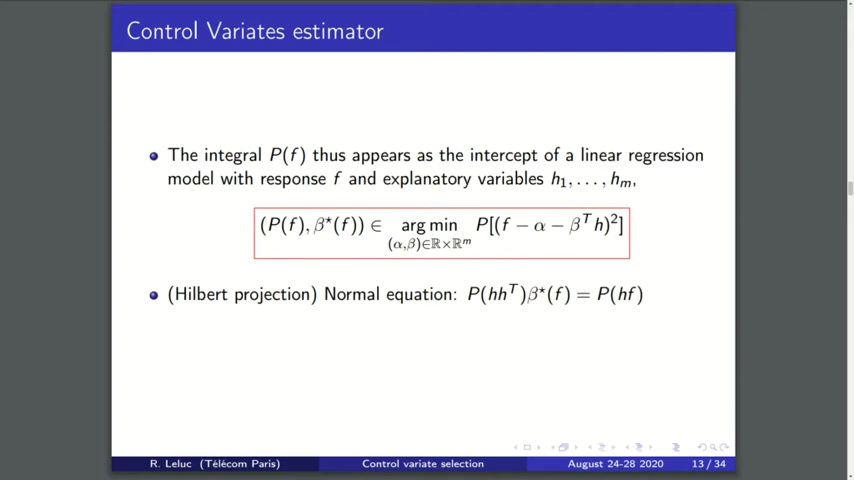 Control Variates estimator
The integral P(f) thus appears as the intercept of a linear regression
model with response f and explanatory variables h₁, . . . , hₘ,
(P(f), β⋆(f)) ∈ arg min P[(f − α − βᵀh)²]
(α,β)∈ℝ×ℝᵐ
(Hilbert projection) Normal equation: P(hhᵀ)β⋆(f) = P(hf)
R. Leluc (Télécom Paris) Control variate selection August 24-28 2020 13 / 34